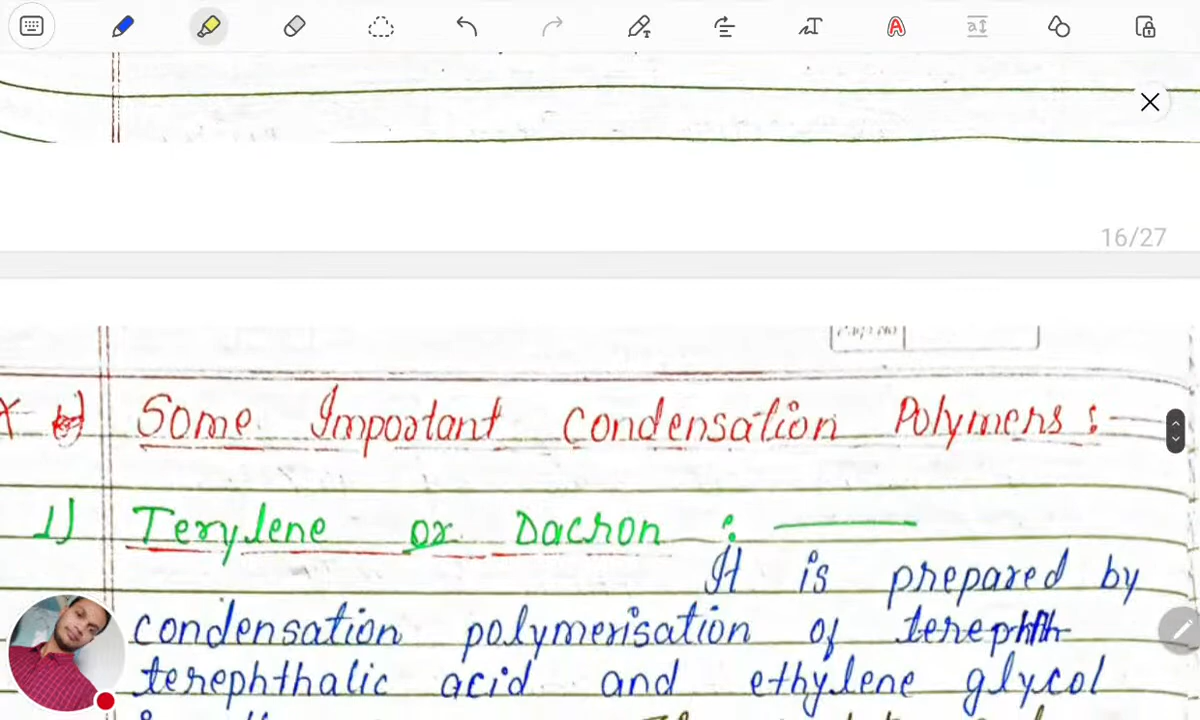 16/27
Some Important Condensation Polymers :-
1) Terylene or Dacron :
It is prepared by
condensation polymerisation of terephth
terephthalic acid and ethylene glycol